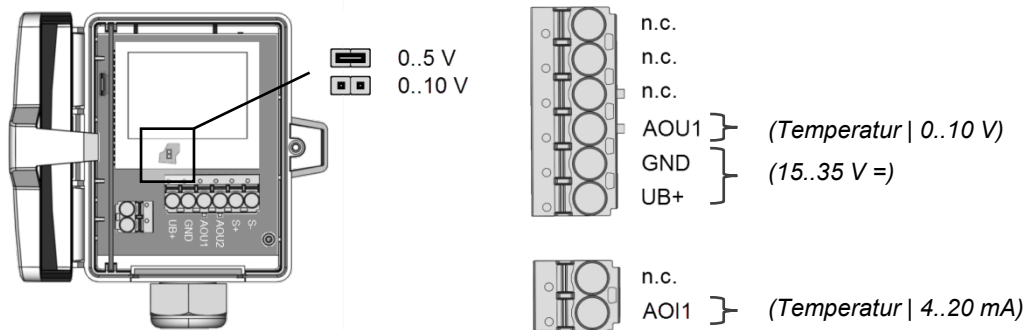 0..5 V
0..10 V
UB+
GND
AOU1
AOU2
S+
S-
n.c.
n.c.
n.c.
AOU1 (Temperatur | 0..10 V)
GND (15..35 V =)
UB+
n.c.
AOI1 (Temperatur | 4..20 mA)